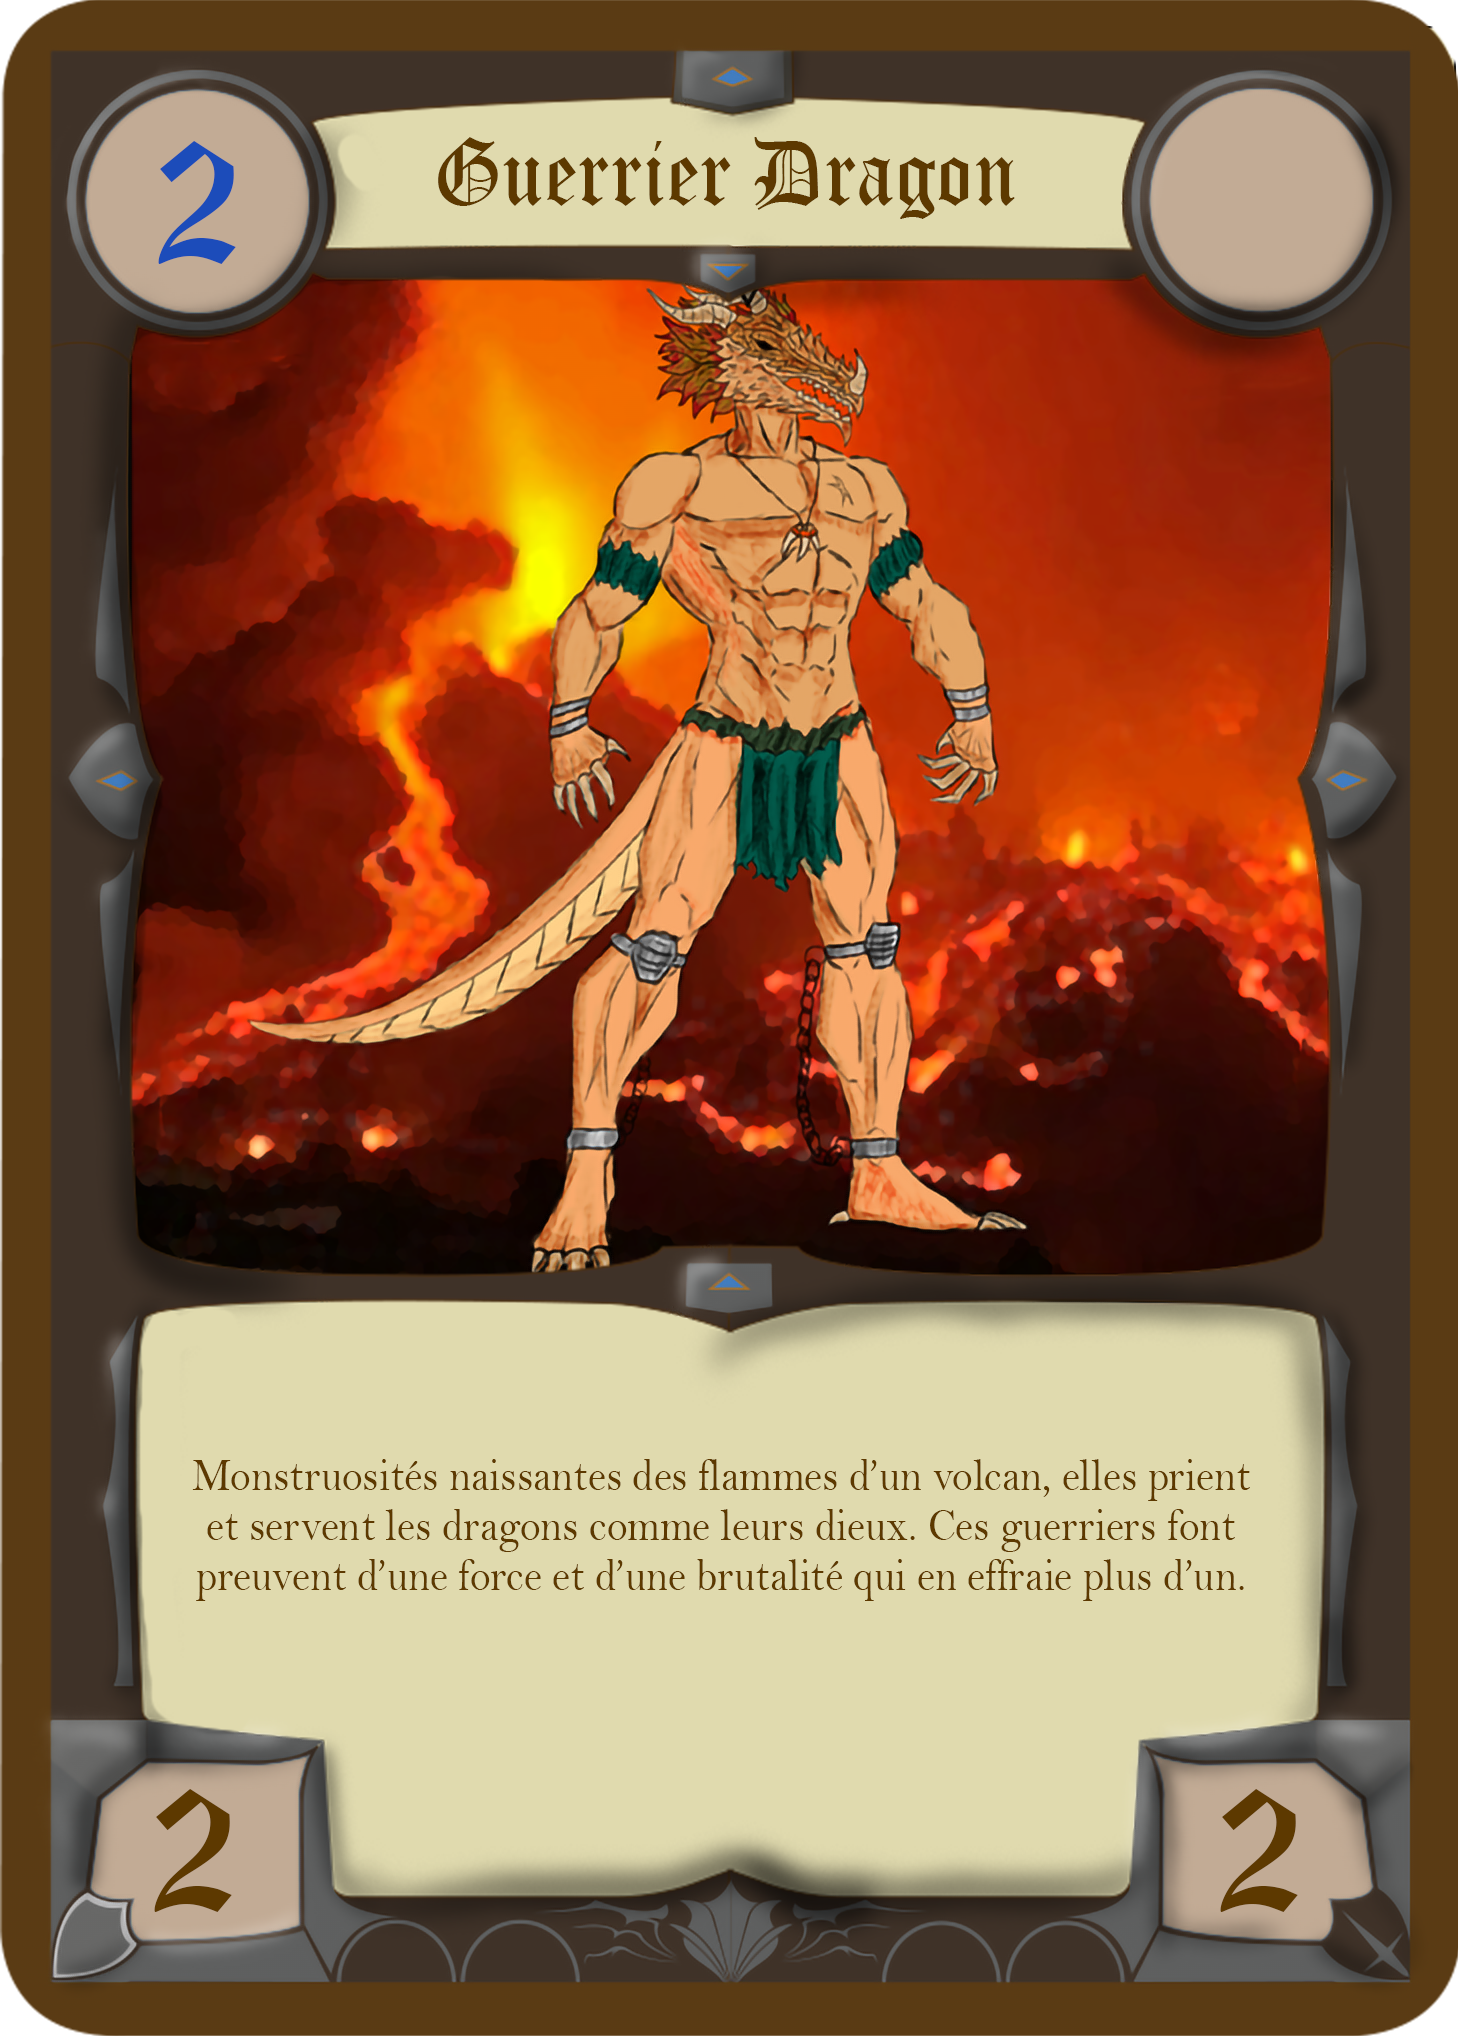 2
Guerrier Dragon
Monstruosités naissantes des flammes d’un volcan, elles prient
et servent les dragons comme leurs dieux. Ces guerriers font
preuvent d’une force et d’une brutalité qui en effraie plus d’un.
2
2